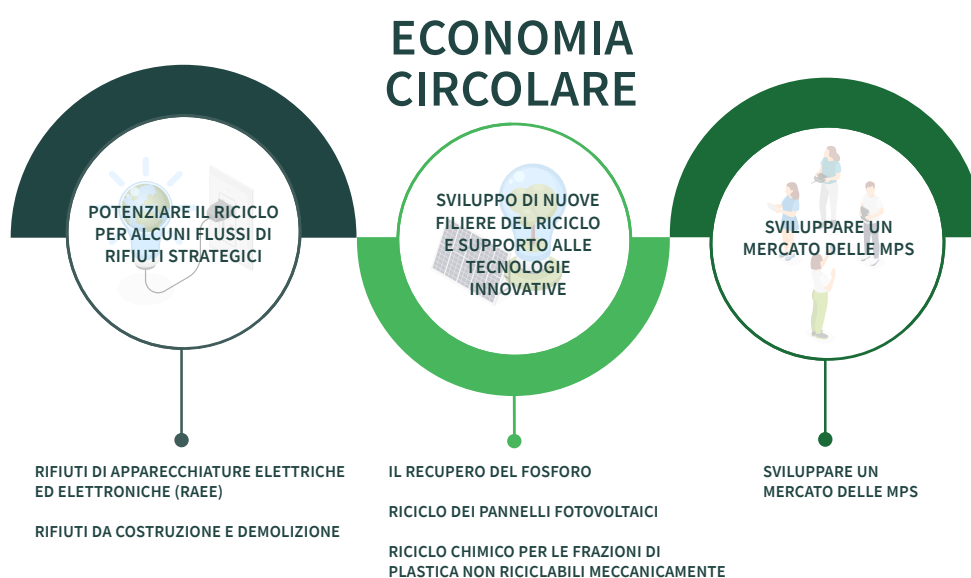 ECONOMIA
CIRCOLARE
POTENZIARE IL RICICLO
PER ALCUNI FLUSSI DI
RIFIUTI STRATEGICI
SVILUPPO DI NUOVE
FILIERE DEL RICICLO
E SUPPORTO ALLE
TECNOLOGIE
INNOVATIVE
SVILUPPARE UN
MERCATO DELLE MPS
RIFIUTI DI APPARECCHIATURE ELETTRICHE
ED ELETTRONICHE (RAEE)
RIFIUTI DA COSTRUZIONE E DEMOLIZIONE
IL RECUPERO DEL FOSFORO
RICICLO DEI PANNELLI FOTOVOLTAICI
RICICLO CHIMICO PER LE FRAZIONI DI
PLASTICA NON RICICLABILI MECCANICAMENTE
SVILUPPARE UN
MERCATO DELLE MPS